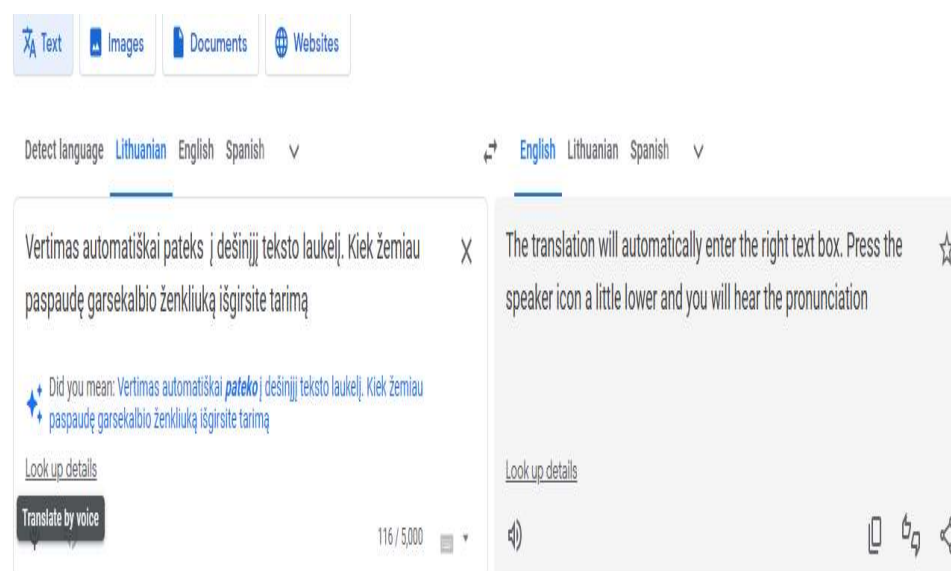 Text Images Documents Websites
Detect language Lithuanian English Spanish
English Lithuanian Spanish
Vertimas automatiškai pateks į dešinįjį teksto laukelį. Kiek žemiau
paspaudę garsekalbio ženkliuką išgirsite tarimą
Did you mean: Vertimas automatiškai pateko į dešinįjį teksto laukelį. Kiek žemiau
paspaudę garsekalbio ženkliuką išgirsite tarimą
Look up details
Translate by voice
116 / 5,000
The translation will automatically enter the right text box. Press the
speaker icon a little lower and you will hear the pronunciation
Look up details